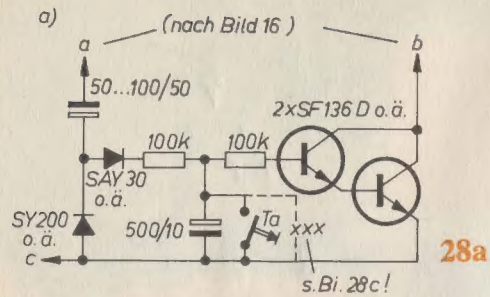 a)
(nach Bild 16)
a
b
50...100/50
2xSF136 D o.ä.
100k
100k
SAY 30
o.ä.
SY200
o.ä.
500/10
Ta
xxx
c
s.Bi. 28c!
28a